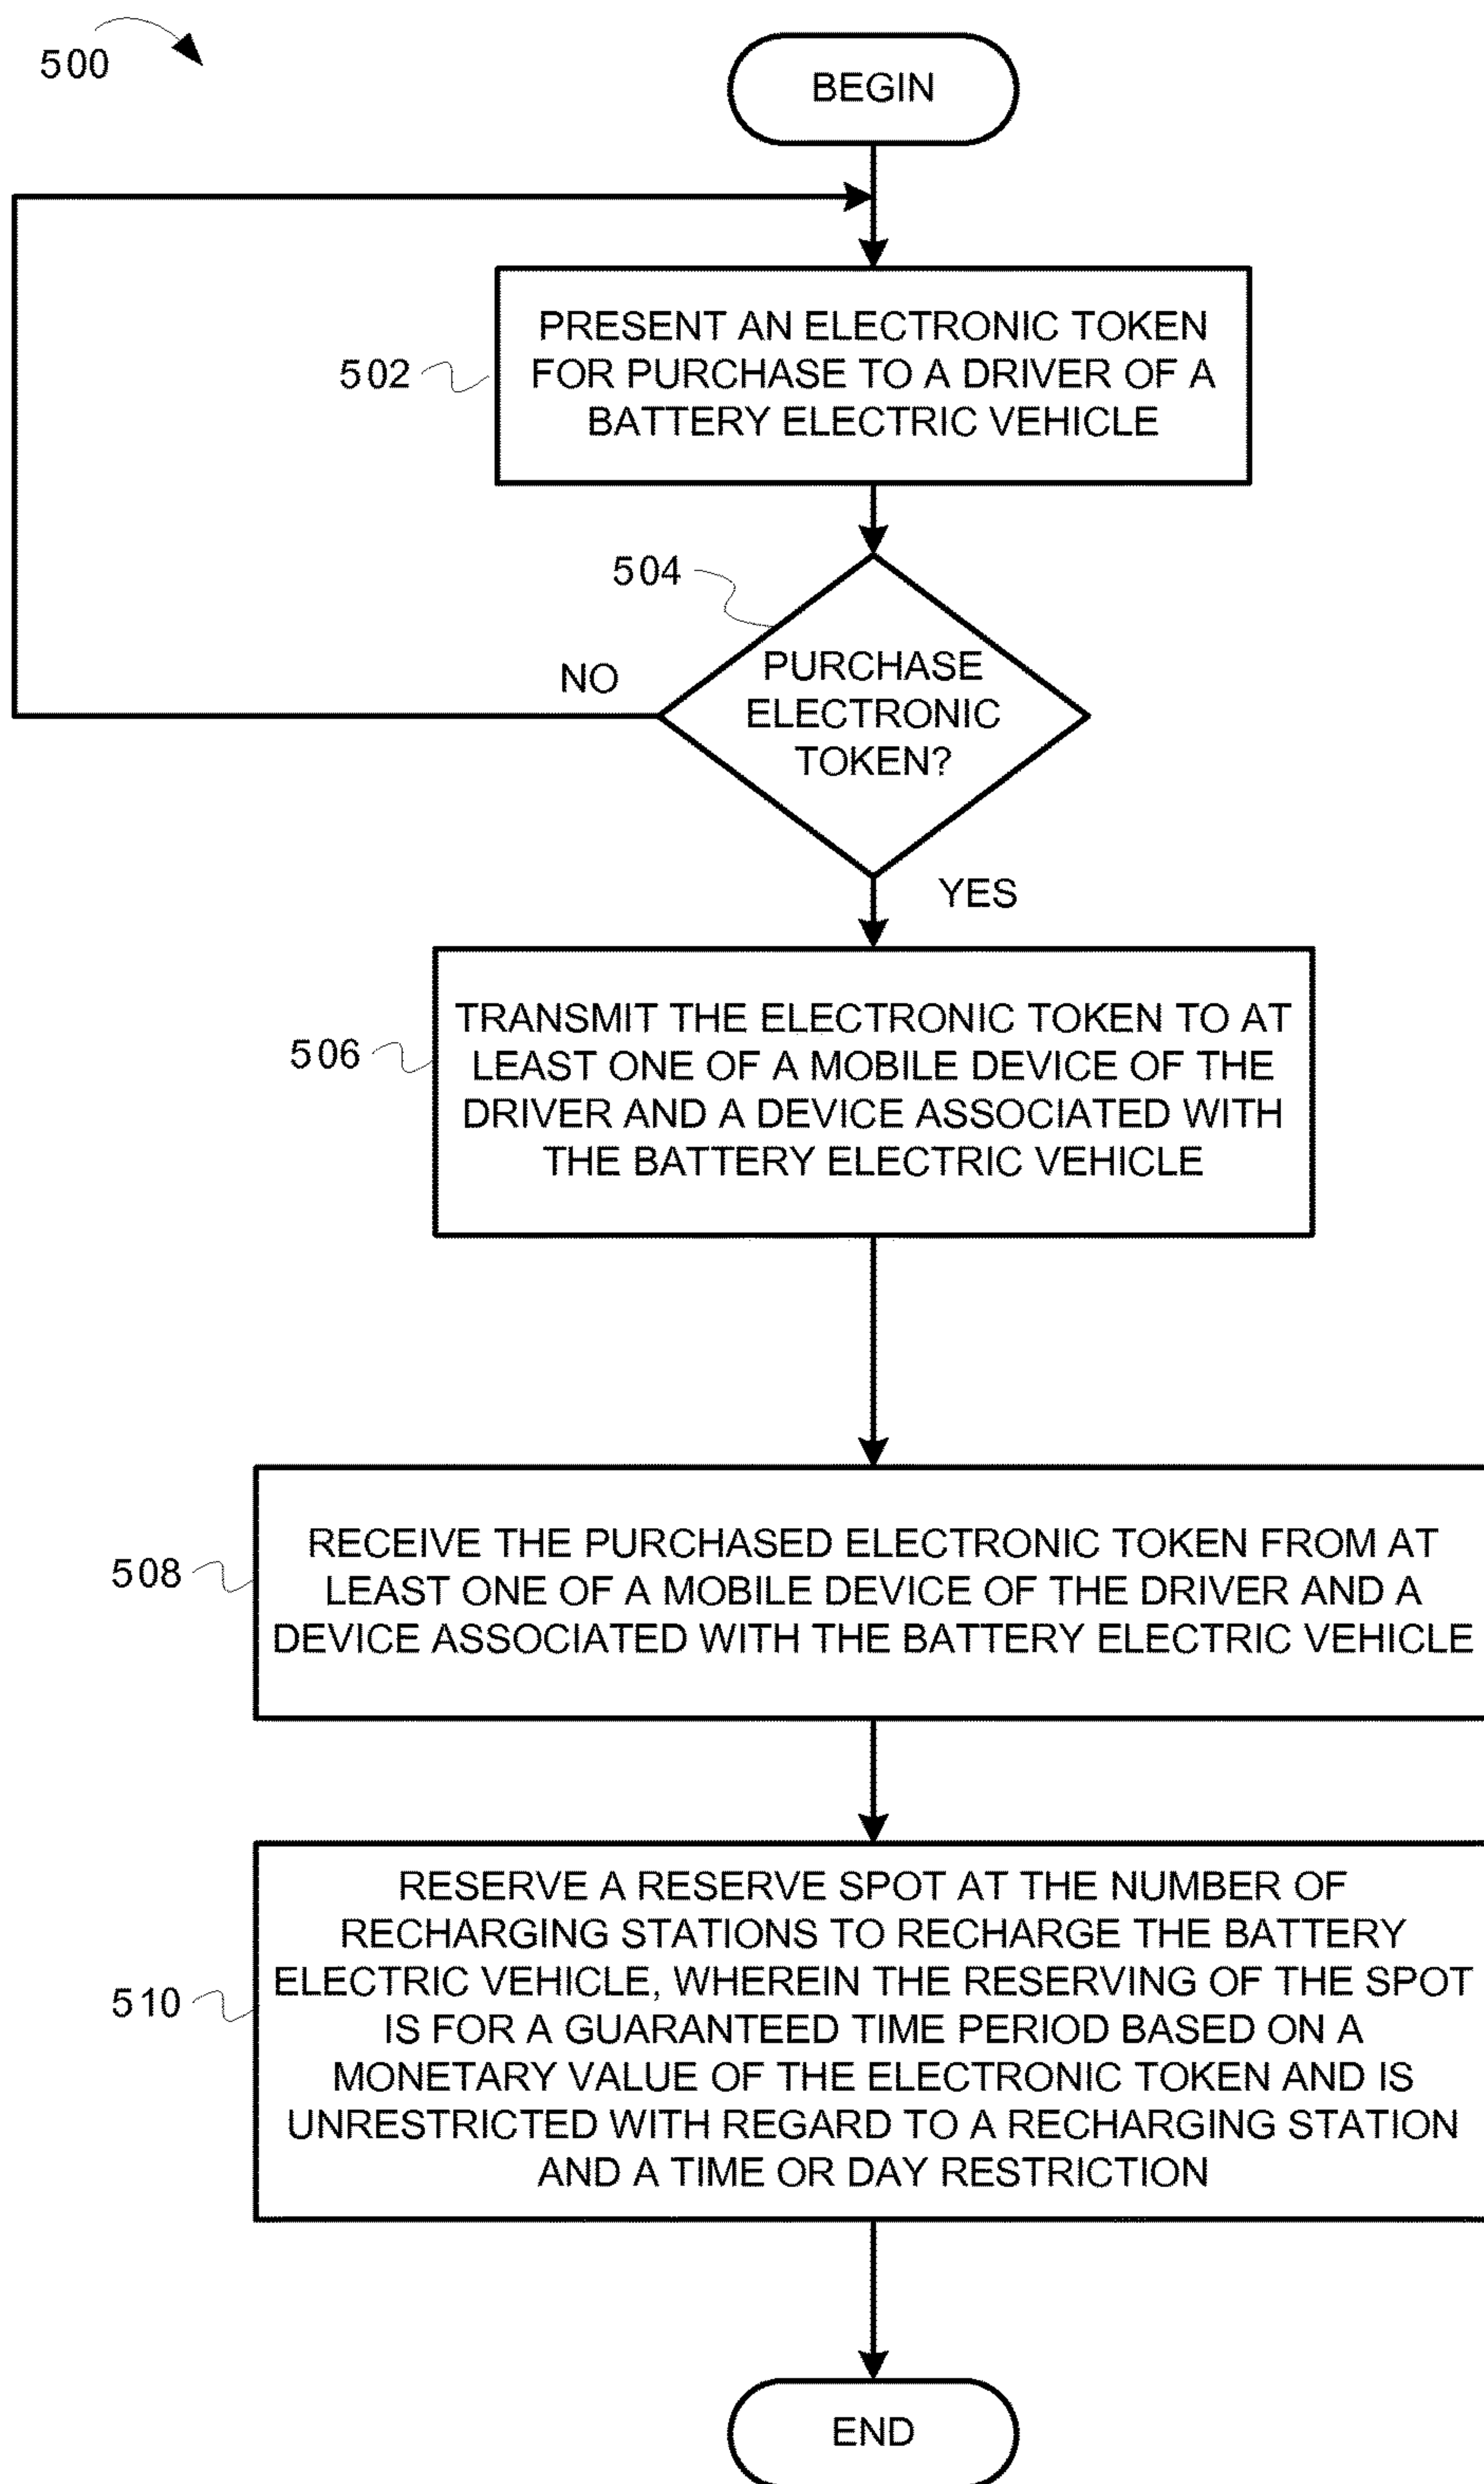 500
BEGIN
PRESENT AN ELECTRONIC TOKEN
FOR PURCHASE TO A DRIVER OF A
BATTERY ELECTRIC VEHICLE
502
504
PURCHASE
ELECTRONIC
TOKEN?
NO
YES
TRANSMIT THE ELECTRONIC TOKEN TO AT
LEAST ONE OF A MOBILE DEVICE OF THE
DRIVER AND A DEVICE ASSOCIATED WITH
THE BATTERY ELECTRIC VEHICLE
506
RECEIVE THE PURCHASED ELECTRONIC TOKEN FROM AT
LEAST ONE OF A MOBILE DEVICE OF THE DRIVER AND A
DEVICE ASSOCIATED WITH THE BATTERY ELECTRIC VEHICLE
508
RESERVE A RESERVE SPOT AT THE NUMBER OF
RECHARGING STATIONS TO RECHARGE THE BATTERY
ELECTRIC VEHICLE, WHEREIN THE RESERVING OF THE SPOT
IS FOR A GUARANTEED TIME PERIOD BASED ON A
MONETARY VALUE OF THE ELECTRONIC TOKEN AND IS
UNRESTRICTED WITH REGARD TO A RECHARGING STATION
AND A TIME OR DAY RESTRICTION
510
END